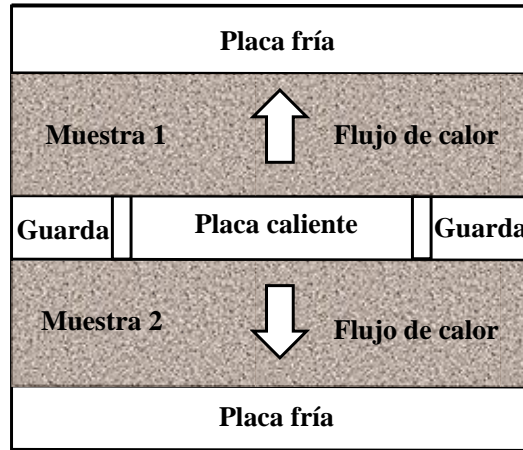 Placa fría
Muestra 1 Flujo de calor
Guarda Placa caliente Guarda
Muestra 2 Flujo de calor
Placa fría